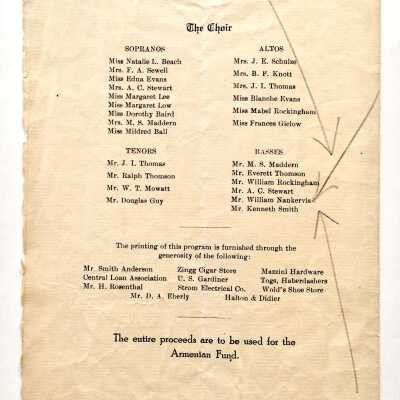 The Choir
SOPRANOS
Miss Natalie L. Beach
Mrs. F. A. Sewell
Miss Edna Evans
Mrs. A. C. Stewart
Miss Margaret Lee
Miss Margaret Low
Miss Dorothy Baird
Mrs. M. S. Maddern
Miss Mildred Ball
ALTOS
Mrs. J. E. Schulze
Mrs. B. F. Knott
Mrs. J. I. Thomas
Miss Blanche Evans
Miss Mabel Rockingham
Miss Frances Gielow
TENORS
Mr. J. I. Thomas
Mr. Ralph Thomson
Mr. W. T. Mowatt
Mr. Douglas Guy
BASSES
Mr. M. S. Maddern
Mr. Everett Thomson
Mr. William Rockingham
Mr. A. C. Stewart
Mr. William Nankervis
Mr. Kenneth Smith
The printing of this program is furnished through the
generosity of the following:
Mr. Smith Anderson Zingg Cigar Store Mazzini Hardware
Central Loan Association C. S. Gardiner Togs, Haberdashers
Mr. H. Rosenthal Strom Electrical Co. Wold's Shoe Store
Mr. D. A. Eberly Halton & Didier
The entire proceeds are to be used for the
Armenian Fund.